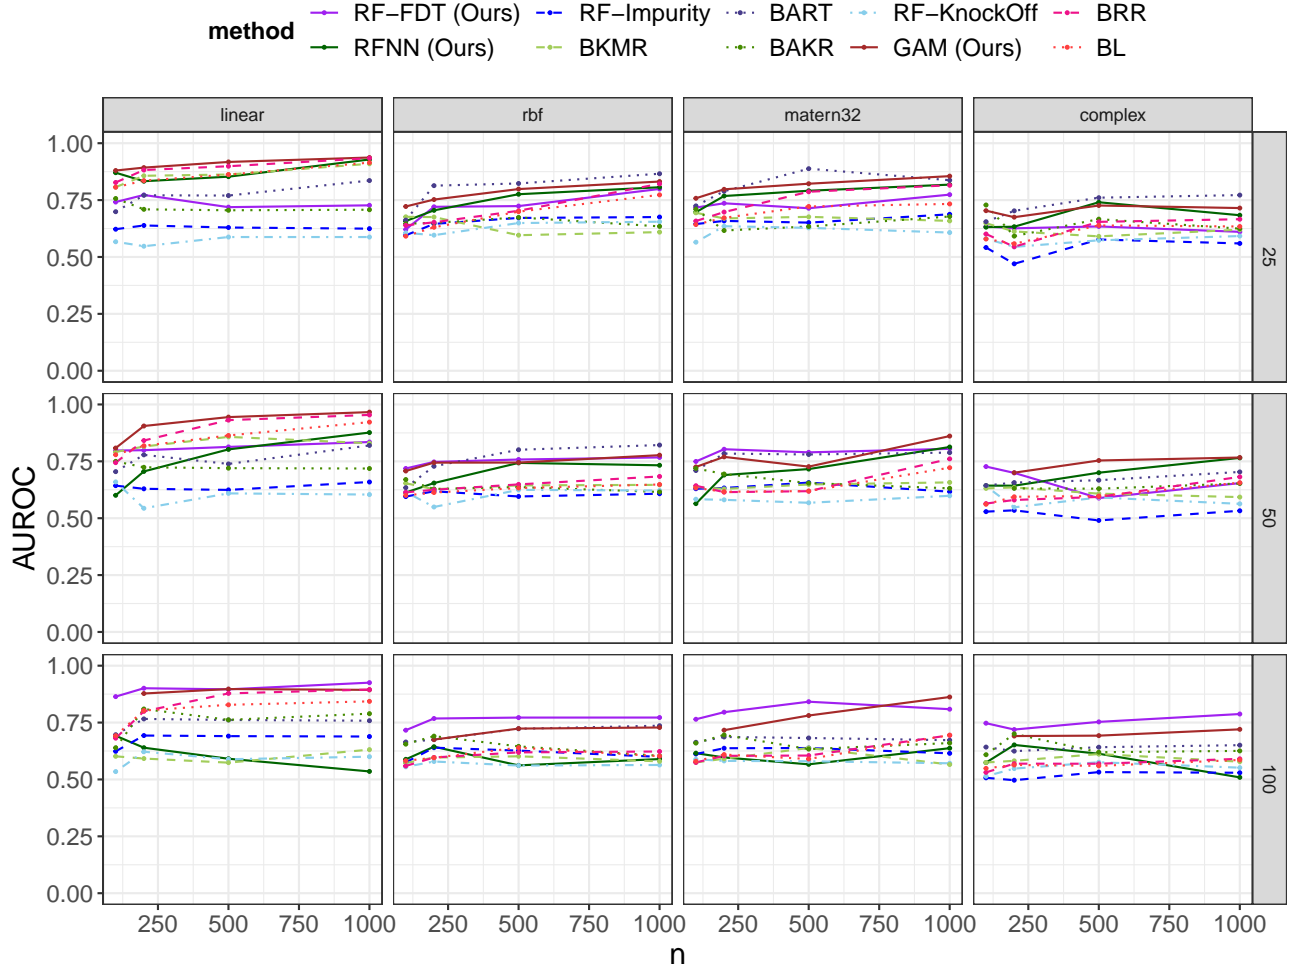 method
RF−FDT (Ours) RF−Impurity BART RF−KnockOff BRR
RFNN (Ours) BKMR BAKR GAM (Ours) BL
linear rbf matern32 complex
1.00
0.75
0.50
0.25
0.00
25
1.00
0.75
0.50
0.25
0.00
50
1.00
0.75
0.50
0.25
0.00
100
AUROC
250 500 750 1000 250 500 750 1000 250 500 750 1000 250 500 750 1000
n